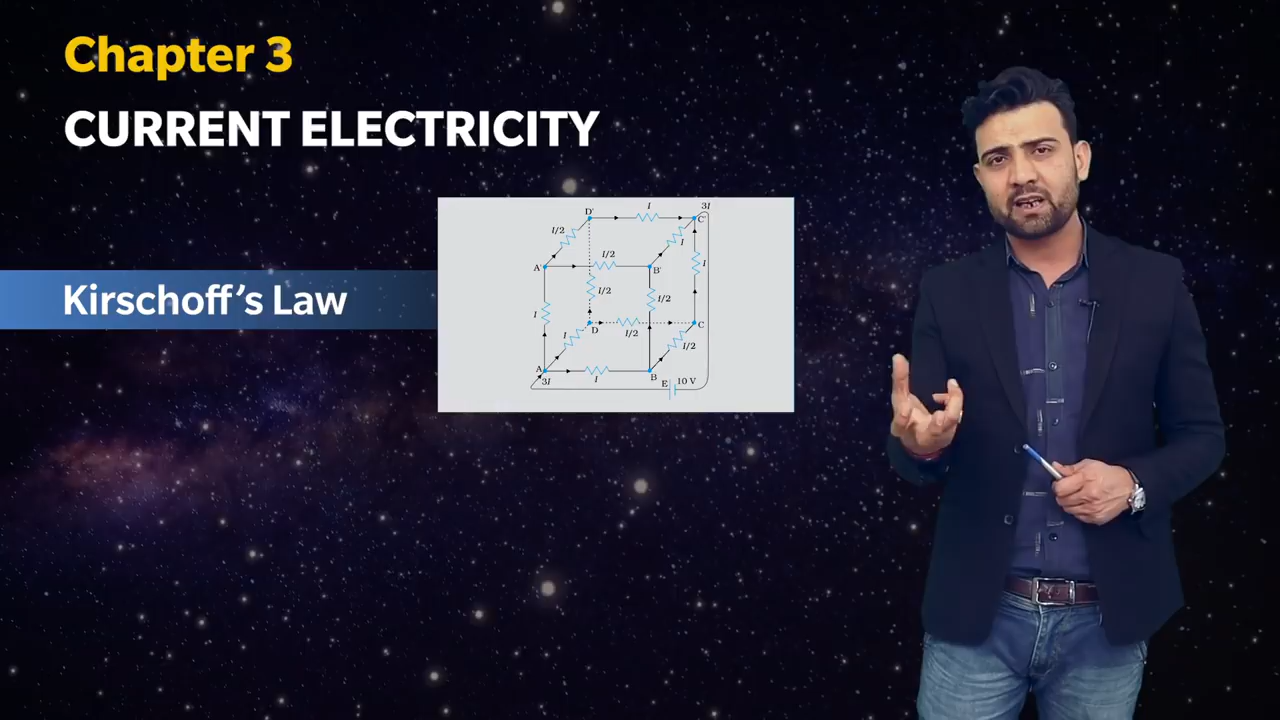 Chapter 3
CURRENT ELECTRICITY
Kirschoff's Law
D'
I
3I
C'
I/2
I
I/2
A'
B'
I
I/2
I/2
I
I
D
I/2
C
I/2
A
3I
I
B
E
10 V